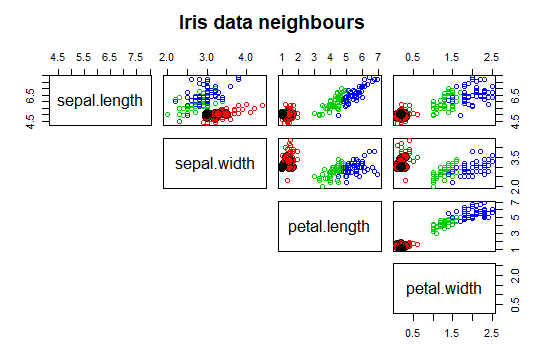 Iris data neighbours
4.5 5.5 6.5 7.5
2.0 3.0 4.0
1 2 3 4 5 6 7
0.5 1.5 2.5
sepal.length
4.5 6.5
sepal.width
2.0 3.5
petal.length
1 3 5 7
petal.width
0.5 1.5 2.5
0.5 1.5 2.5